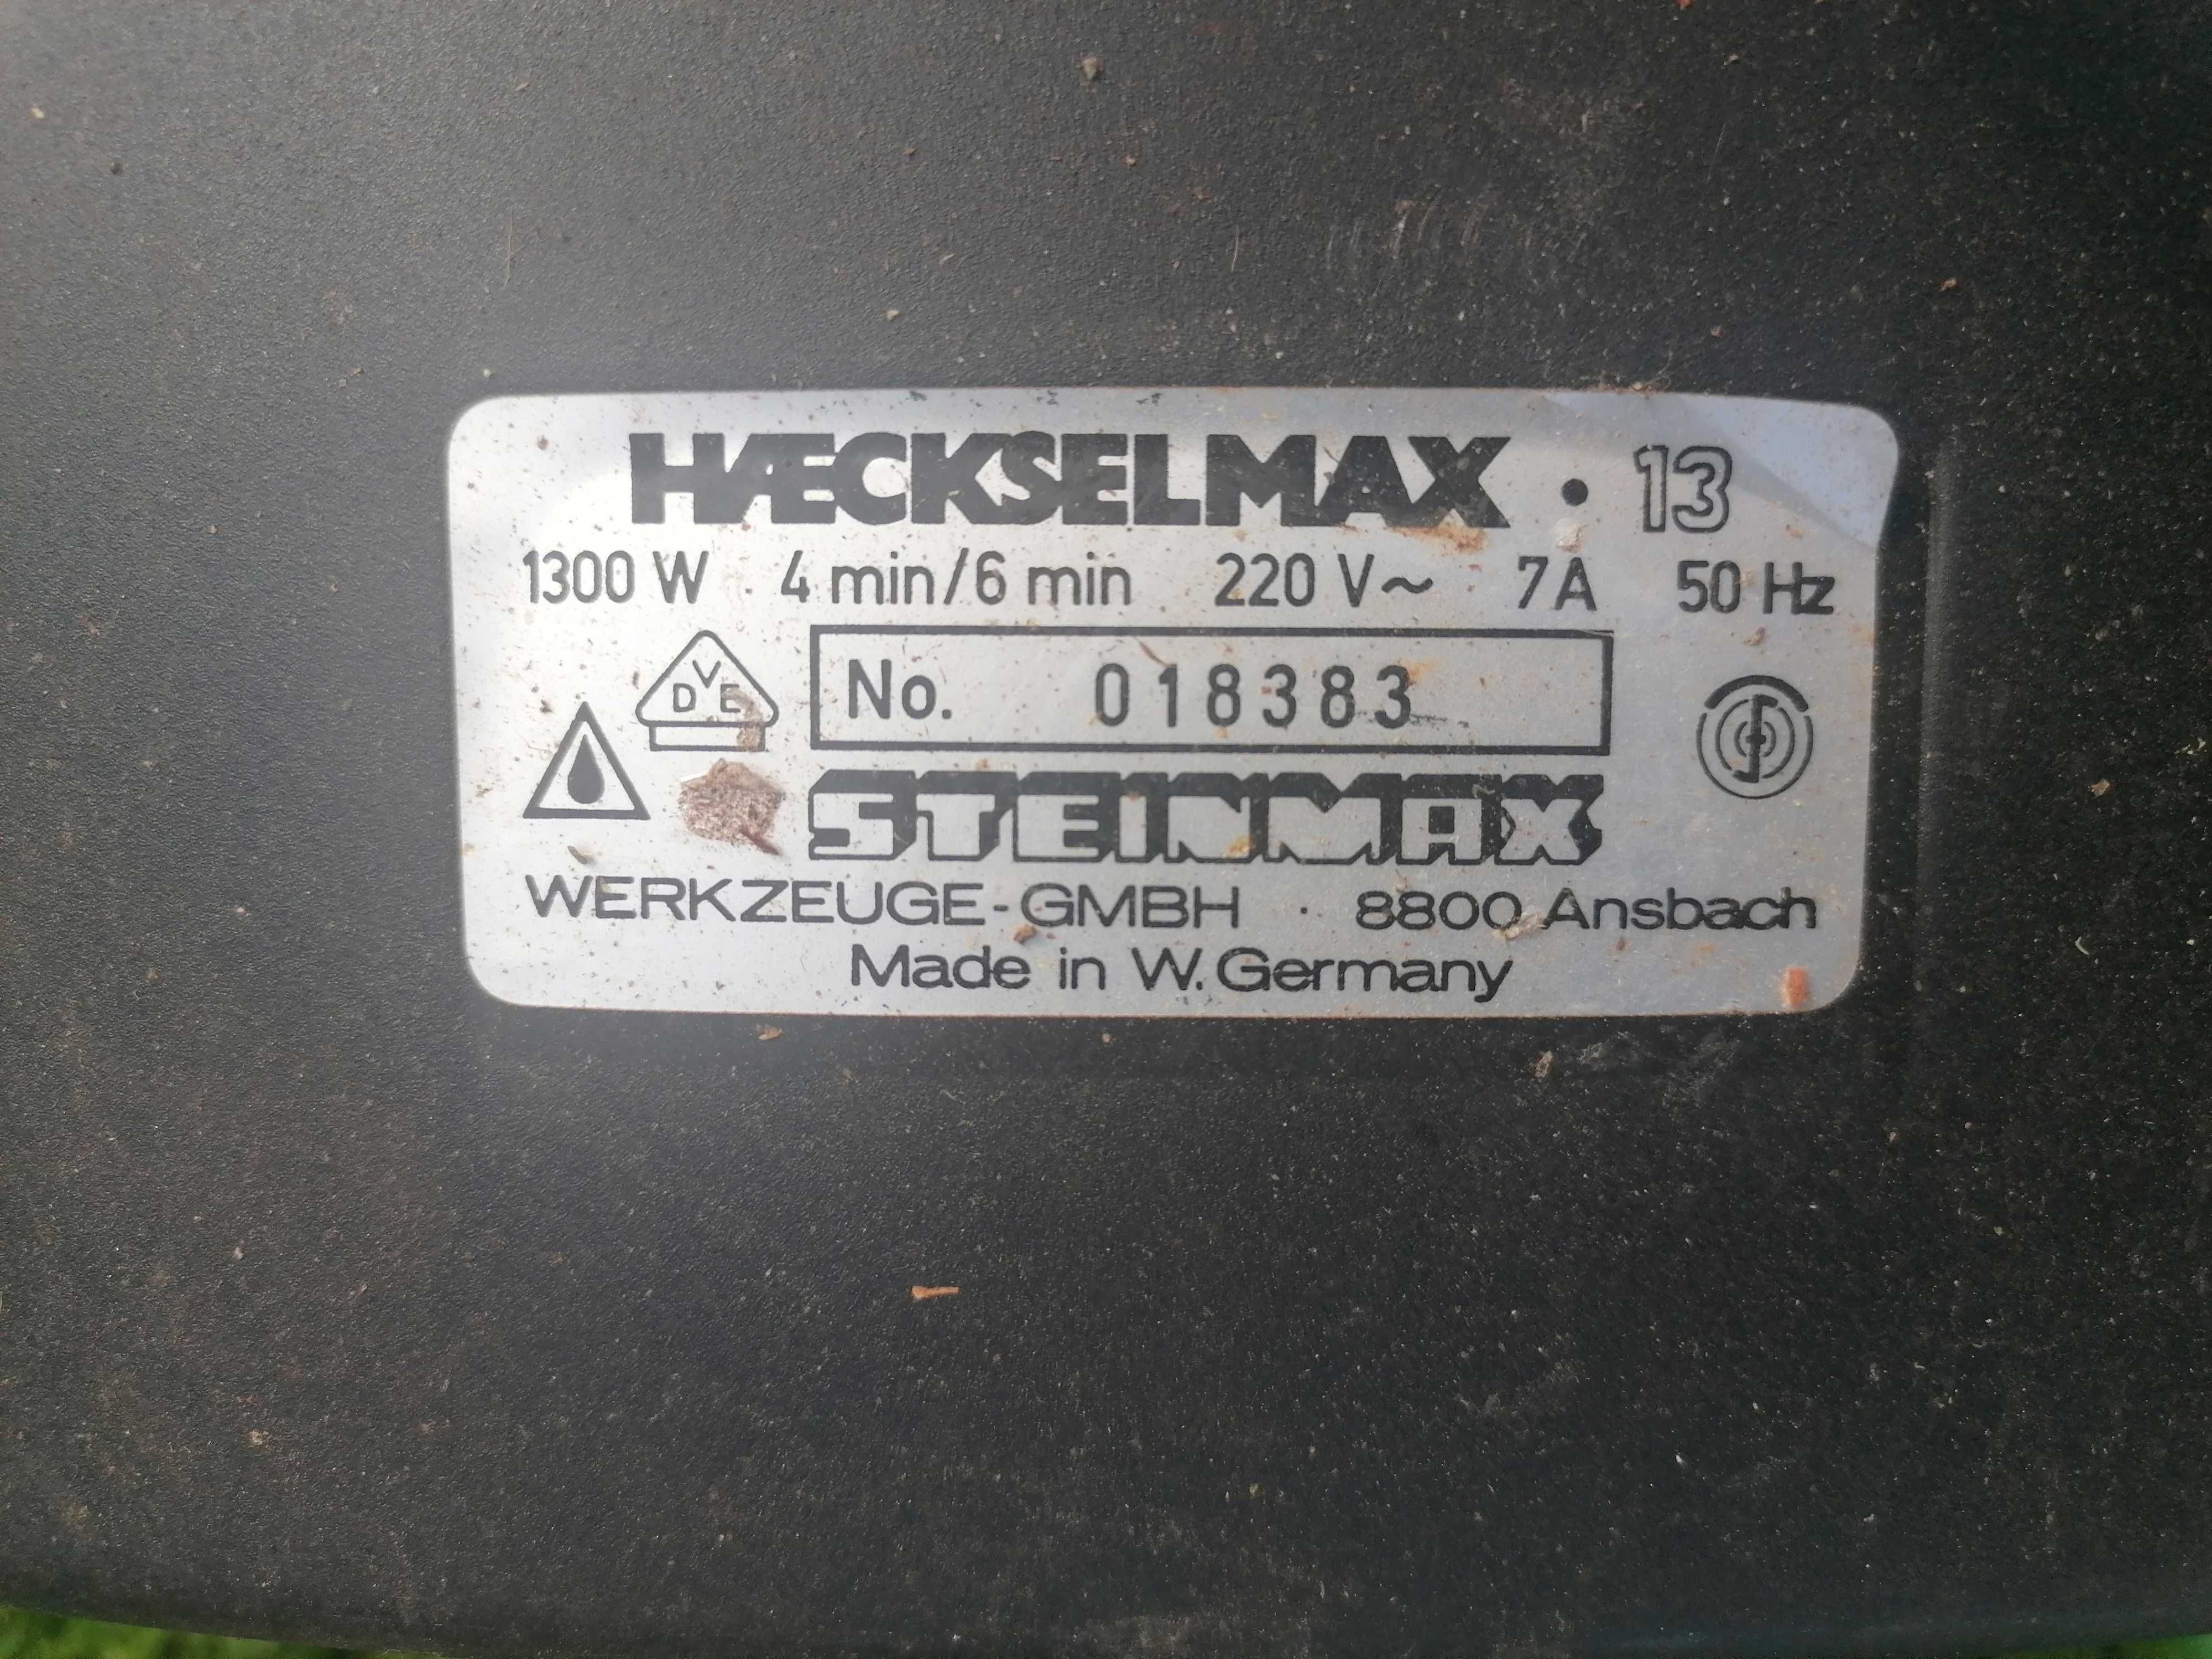 HÆCKSELMAX · 13
1300 W · 4 min/6 min 220 V~ 7A 50 Hz
DVE
No. 018383
STEINMAX
WERKZEUGE-GMBH · 8800 Ansbach
Made in W. Germany